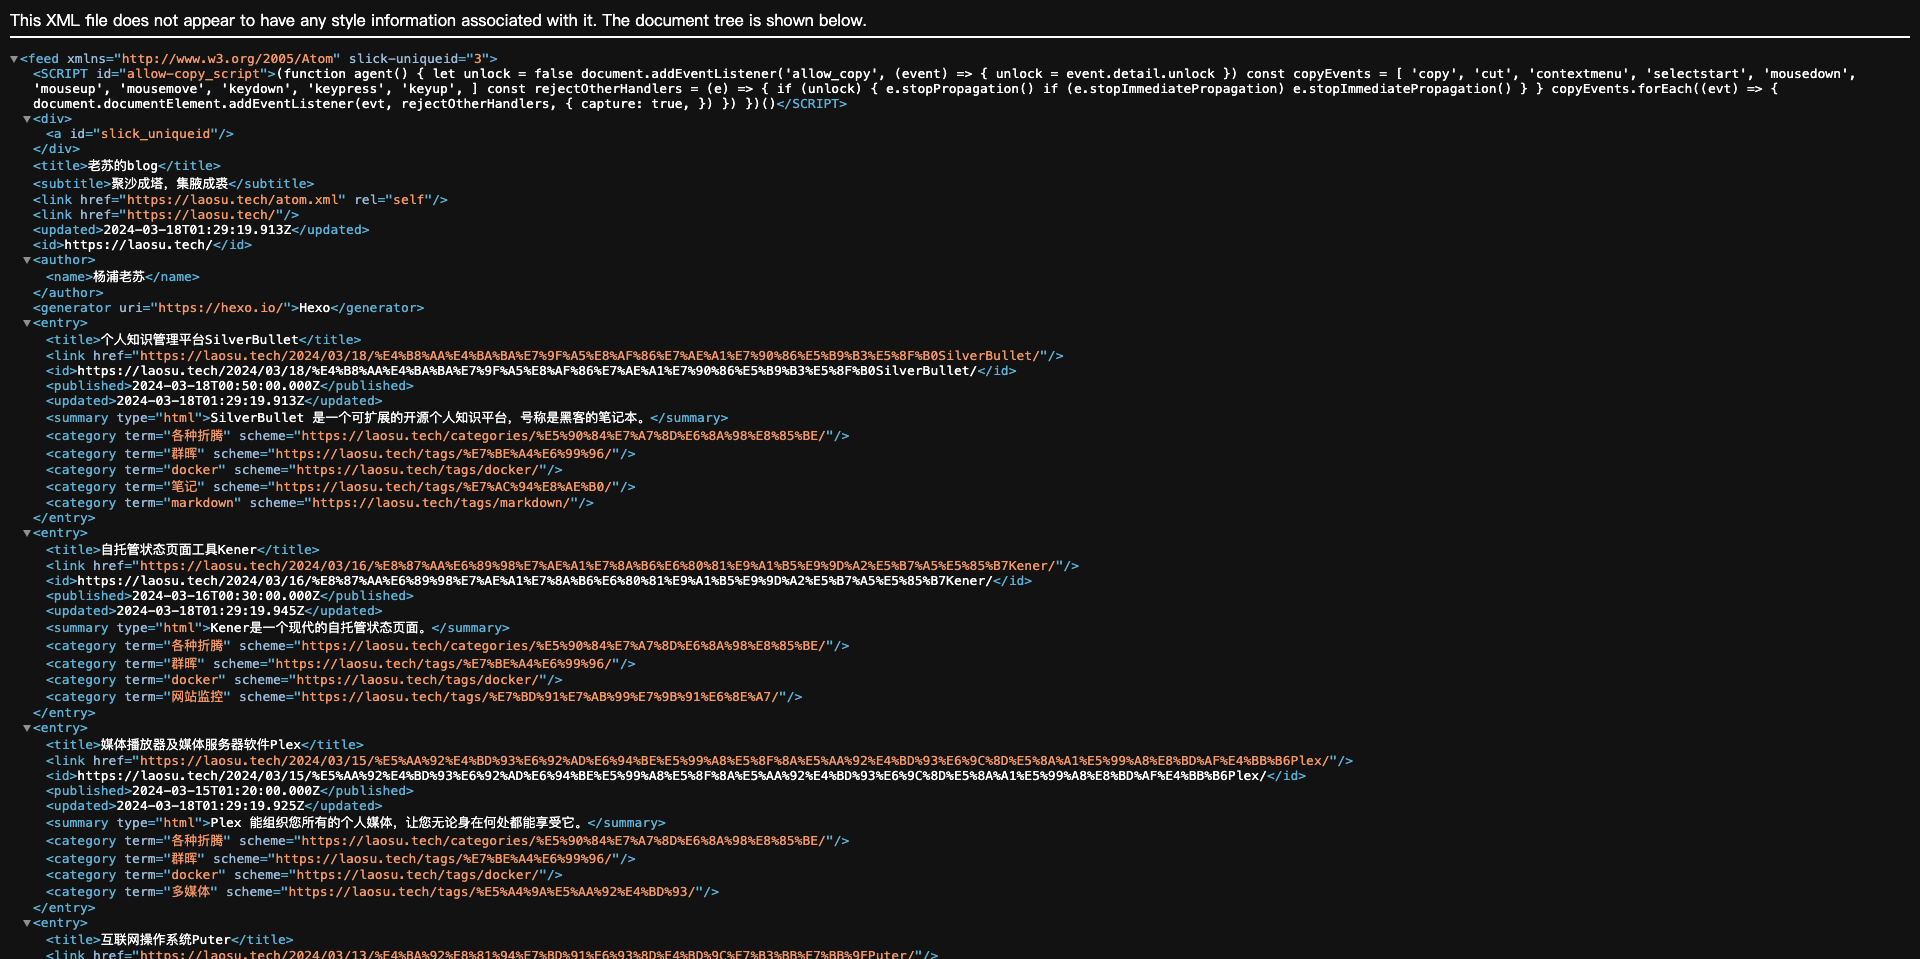 This XML file does not appear to have any style information associated with it. The document tree is shown below.
▼<feed xmlns="http://www.w3.org/2005/Atom" slick-uniqueid="3">
<SCRIPT id="allow-copy_script">(function agent() { let unlock = false document.addEventListener('allow_copy', (event) => { unlock = event.detail.unlock }) const copyEvents = [ 'copy', 'cut', 'contextmenu', 'selectstart', 'mousedown',
'mouseup', 'mousemove', 'keydown', 'keypress', 'keyup', ] const rejectOtherHandlers = (e) => { if (unlock) { e.stopPropagation() if (e.stopImmediatePropagation) e.stopImmediatePropagation() } } copyEvents.forEach((evt) => {
document.documentElement.addEventListener(evt, rejectOtherHandlers, { capture: true, }) }) })()</SCRIPT>
▼<div>
<a id="slick_uniqueid"/>
</div>
<title>老苏的blog</title>
<subtitle>聚沙成塔，集腋成裘</subtitle>
<link href="https://laosu.tech/atom.xml" rel="self"/>
<link href="https://laosu.tech/"/>
<updated>2024-03-18T01:29:19.913Z</updated>
<id>https://laosu.tech/</id>
▼<author>
<name>杨浦老苏</name>
</author>
<generator uri="https://hexo.io/">Hexo</generator>
▼<entry>
<title>个人知识管理平台SilverBullet</title>
<link href="https://laosu.tech/2024/03/18/%E4%B8%AA%E4%BA%BA%E7%9F%A5%E8%AF%86%E7%AE%A1%E7%90%86%E5%B9%B3%E5%8F%B0SilverBullet/"/>
<id>https://laosu.tech/2024/03/18/%E4%B8%AA%E4%BA%BA%E7%9F%A5%E8%AF%86%E7%AE%A1%E7%90%86%E5%B9%B3%E5%8F%B0SilverBullet/</id>
<published>2024-03-18T00:50:00.000Z</published>
<updated>2024-03-18T01:29:19.913Z</updated>
<summary type="html">SilverBullet 是一个可扩展的开源个人知识平台，号称是黑客的笔记本。</summary>
<category term="各种折腾" scheme="https://laosu.tech/categories/%E5%90%84%E7%A7%8D%E6%8A%98%E8%85%BE/"/>
<category term="群晖" scheme="https://laosu.tech/tags/%E7%BE%A4%E6%99%96/"/>
<category term="docker" scheme="https://laosu.tech/tags/docker/"/>
<category term="笔记" scheme="https://laosu.tech/tags/%E7%AC%94%E8%AE%B0/"/>
<category term="markdown" scheme="https://laosu.tech/tags/markdown/"/>
</entry>
▼<entry>
<title>自托管状态页面工具Kener</title>
<link href="https://laosu.tech/2024/03/16/%E8%87%AA%E6%89%98%E7%AE%A1%E7%8A%B6%E6%80%81%E9%A1%B5%E9%9D%A2%E5%B7%A5%E5%85%B7Kener/"/>
<id>https://laosu.tech/2024/03/16/%E8%87%AA%E6%89%98%E7%AE%A1%E7%8A%B6%E6%80%81%E9%A1%B5%E9%9D%A2%E5%B7%A5%E5%85%B7Kener/</id>
<published>2024-03-16T00:30:00.000Z</published>
<updated>2024-03-18T01:29:19.945Z</updated>
<summary type="html">Kener是一个现代的自托管状态页面。</summary>
<category term="各种折腾" scheme="https://laosu.tech/categories/%E5%90%84%E7%A7%8D%E6%8A%98%E8%85%BE/"/>
<category term="群晖" scheme="https://laosu.tech/tags/%E7%BE%A4%E6%99%96/"/>
<category term="docker" scheme="https://laosu.tech/tags/docker/"/>
<category term="网站监控" scheme="https://laosu.tech/tags/%E7%BD%91%E7%AB%99%E7%9B%91%E6%8E%A7/"/>
</entry>
▼<entry>
<title>媒体播放器及媒体服务器软件Plex</title>
<link href="https://laosu.tech/2024/03/15/%E5%AA%92%E4%BD%93%E6%92%AD%E6%94%BE%E5%99%A8%E5%8F%8A%E5%AA%92%E4%BD%93%E6%9C%8D%E5%8A%A1%E5%99%A8%E8%BD%AF%E4%BB%B6Plex/"/>
<id>https://laosu.tech/2024/03/15/%E5%AA%92%E4%BD%93%E6%92%AD%E6%94%BE%E5%99%A8%E5%8F%8A%E5%AA%92%E4%BD%93%E6%9C%8D%E5%8A%A1%E5%99%A8%E8%BD%AF%E4%BB%B6Plex/</id>
<published>2024-03-15T01:20:00.000Z</published>
<updated>2024-03-18T01:29:19.925Z</updated>
<summary type="html">Plex 能组织您所有的个人媒体，让您无论身在何处都能享受它。</summary>
<category term="各种折腾" scheme="https://laosu.tech/categories/%E5%90%84%E7%A7%8D%E6%8A%98%E8%85%BE/"/>
<category term="群晖" scheme="https://laosu.tech/tags/%E7%BE%A4%E6%99%96/"/>
<category term="docker" scheme="https://laosu.tech/tags/docker/"/>
<category term="多媒体" scheme="https://laosu.tech/tags/%E5%A4%9A%E5%AA%92%E4%BD%93/"/>
</entry>
▼<entry>
<title>互联网操作系统Puter</title>
<link href="https://laosu.tech/2024/03/13/%E4%BA%92%E8%81%94%E7%BD%91%E6%93%8D%E4%BD%9C%E7%B3%BB%E7%BB%9FPuter/"/>